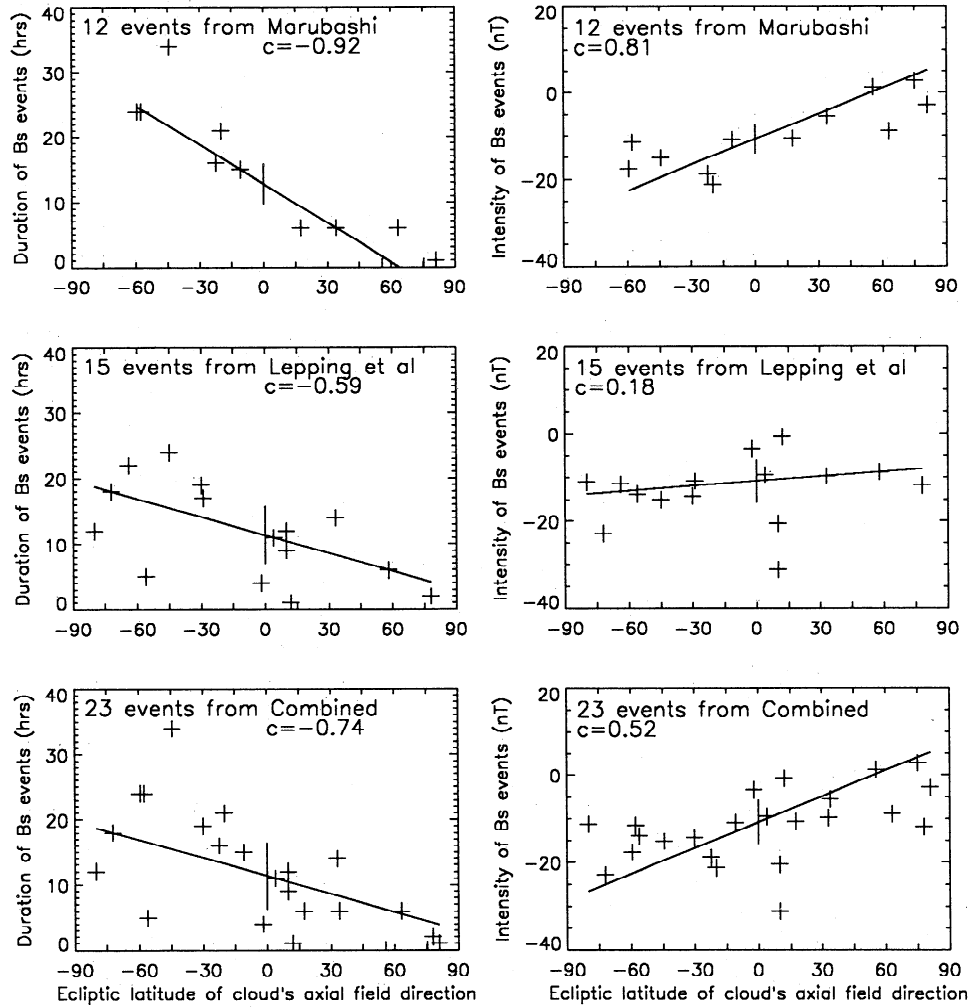 12 events from Marubashi
c=−0.92
Duration of Bs events (hrs)
40
30
20
10
0
−90 −60 −30 0 30 60 90
12 events from Marubashi
c=0.81
Intensity of Bs events (nT)
20
0
−20
−40
−90 −60 −30 0 30 60 90
15 events from Lepping et al
c=−0.59
Duration of Bs events (hrs)
40
30
20
10
0
−90 −60 −30 0 30 60 90
15 events from Lepping et al
c=0.18
Intensity of Bs events (nT)
20
0
−20
−40
−90 −60 −30 0 30 60 90
23 events from Combined
c=−0.74
Duration of Bs events (hrs)
40
30
20
10
0
−90 −60 −30 0 30 60 90
Ecliptic latitude of cloud's axial field direction
23 events from Combined
c=0.52
Intensity of Bs events (nT)
20
0
−20
−40
−90 −60 −30 0 30 60 90
Ecliptic latitude of cloud's axial field direction